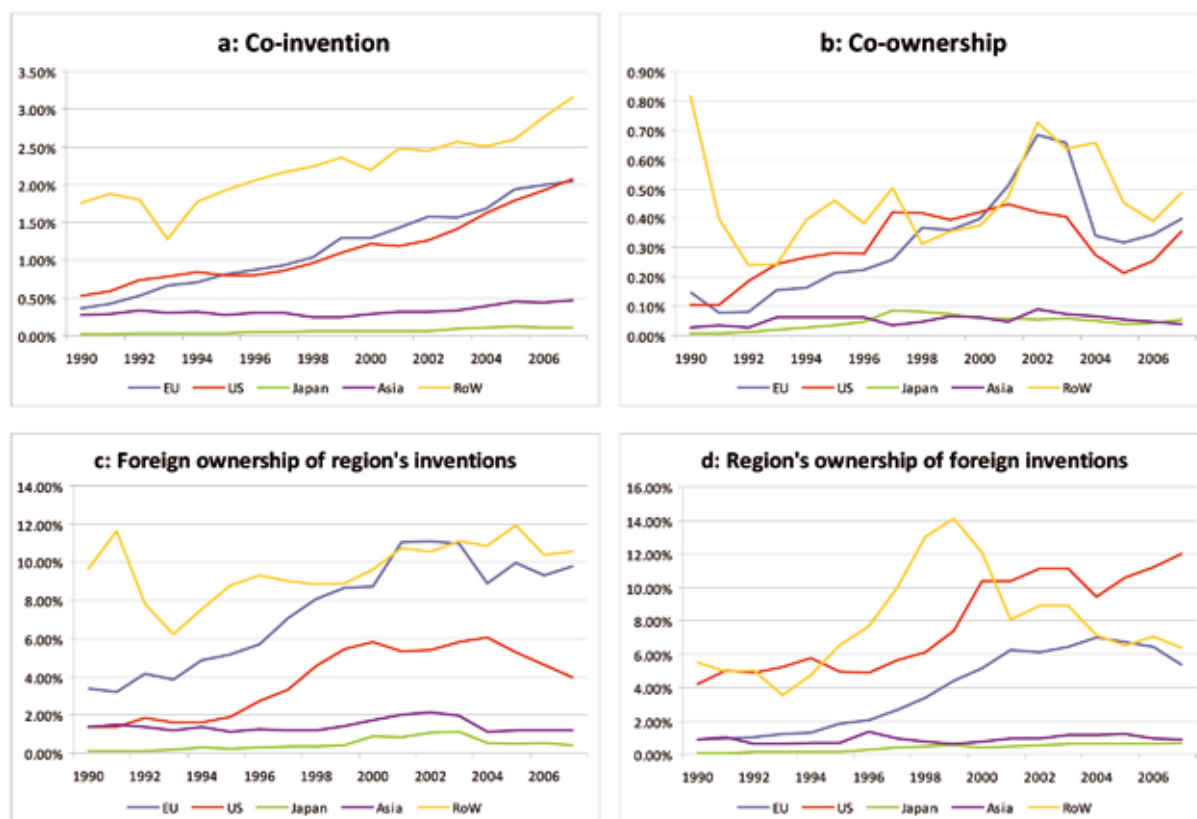 a: Co-invention
3.50%
3.00%
2.50%
2.00%
1.50%
1.00%
0.50%
0.00%
1990 1992 1994 1996 1998 2000 2002 2004 2006
EU US Japan Asia RoW
b: Co-ownership
0.90%
0.80%
0.70%
0.60%
0.50%
0.40%
0.30%
0.20%
0.10%
0.00%
1990 1992 1994 1996 1998 2000 2002 2004 2006
EU US Japan Asia RoW
c: Foreign ownership of region's inventions
14.00%
12.00%
10.00%
8.00%
6.00%
4.00%
2.00%
0.00%
1990 1992 1994 1996 1998 2000 2002 2004 2006
EU US Japan Asia RoW
d: Region's ownership of foreign inventions
16.00%
14.00%
12.00%
10.00%
8.00%
6.00%
4.00%
2.00%
0.00%
1990 1992 1994 1996 1998 2000 2002 2004 2006
EU US Japan Asia RoW